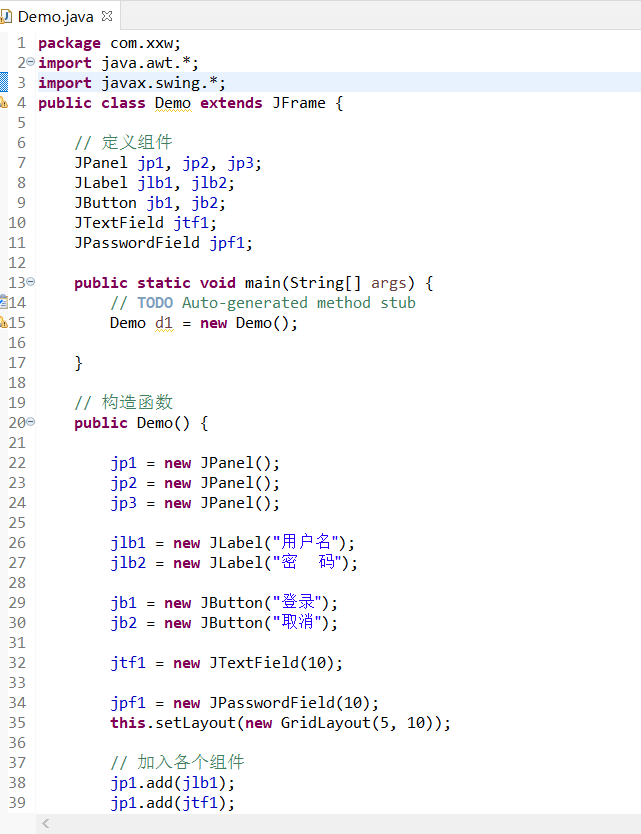 Demo.java
1 package com.xxw;
2 import java.awt.*;
3 import javax.swing.*;
4 public class Demo extends JFrame {
5
6 // 定义组件
7 JPanel jp1, jp2, jp3;
8 JLabel jlb1, jlb2;
9 JButton jb1, jb2;
10 JTextField jtf1;
11 JPasswordField jpf1;
12
13 public static void main(String[] args) {
14 // TODO Auto-generated method stub
15 Demo d1 = new Demo();
16
17 }
18
19 // 构造函数
20 public Demo() {
21
22 jp1 = new JPanel();
23 jp2 = new JPanel();
24 jp3 = new JPanel();
25
26 jlb1 = new JLabel("用户名");
27 jlb2 = new JLabel("密  码");
28
29 jb1 = new JButton("登录");
30 jb2 = new JButton("取消");
31
32 jtf1 = new JTextField(10);
33
34 jpf1 = new JPasswordField(10);
35 this.setLayout(new GridLayout(5, 10));
36
37 // 加入各个组件
38 jp1.add(jlb1);
39 jp1.add(jtf1);